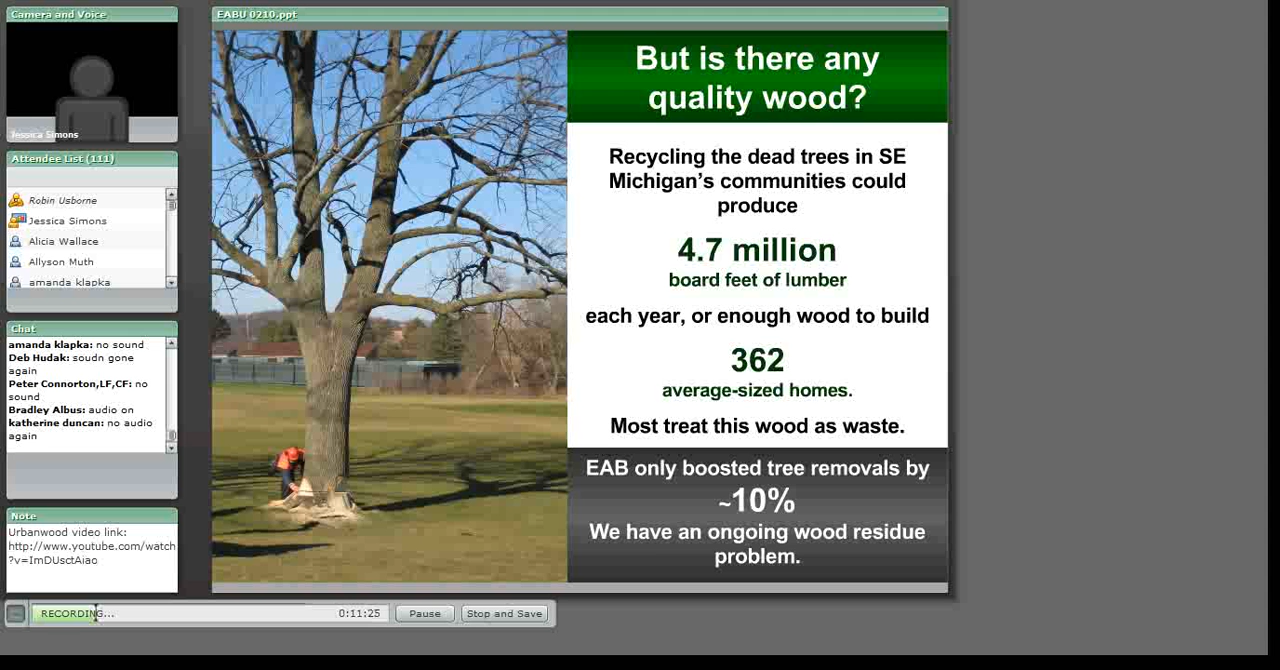 Camera and Voice
Jessica Simons
Attendee List (111)
Robin Usborne
Jessica Simons
Alicia Wallace
Allyson Muth
amanda klapka
Chat
amanda klapka: no sound
Deb Hudak: soudn gone
again
Peter Connorton,LF,CF: no
sound
Bradley Albus: audio on
katherine duncan: no audio
again
Note
Urbanwood video link:
http://www.youtube.com/watch
?v=ImDUsctAiao
EABU 0210.ppt
But is there any
quality wood?
Recycling the dead trees in SE
Michigan's communities could
produce
4.7 million
board feet of lumber
each year, or enough wood to build
362
average-sized homes.
Most treat this wood as waste.
EAB only boosted tree removals by
~10%
We have an ongoing wood residue
problem.
RECORDING... 0:11:25 Pause Stop and Save